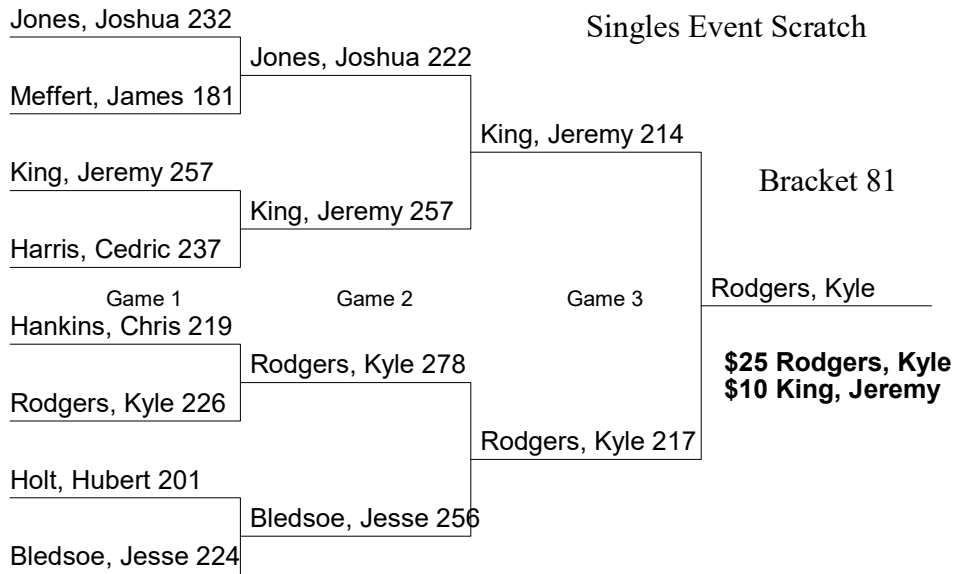 Jones, Joshua 232
Singles Event Scratch
Jones, Joshua 222
Meffert, James 181
King, Jeremy 214
King, Jeremy 257
Bracket 81
King, Jeremy 257
Harris, Cedric 237
Game 1
Game 2
Game 3
Rodgers, Kyle
Hankins, Chris 219
Rodgers, Kyle 278
$25 Rodgers, Kyle
$10 King, Jeremy
Rodgers, Kyle 226
Rodgers, Kyle 217
Holt, Hubert 201
Bledsoe, Jesse 256
Bledsoe, Jesse 224